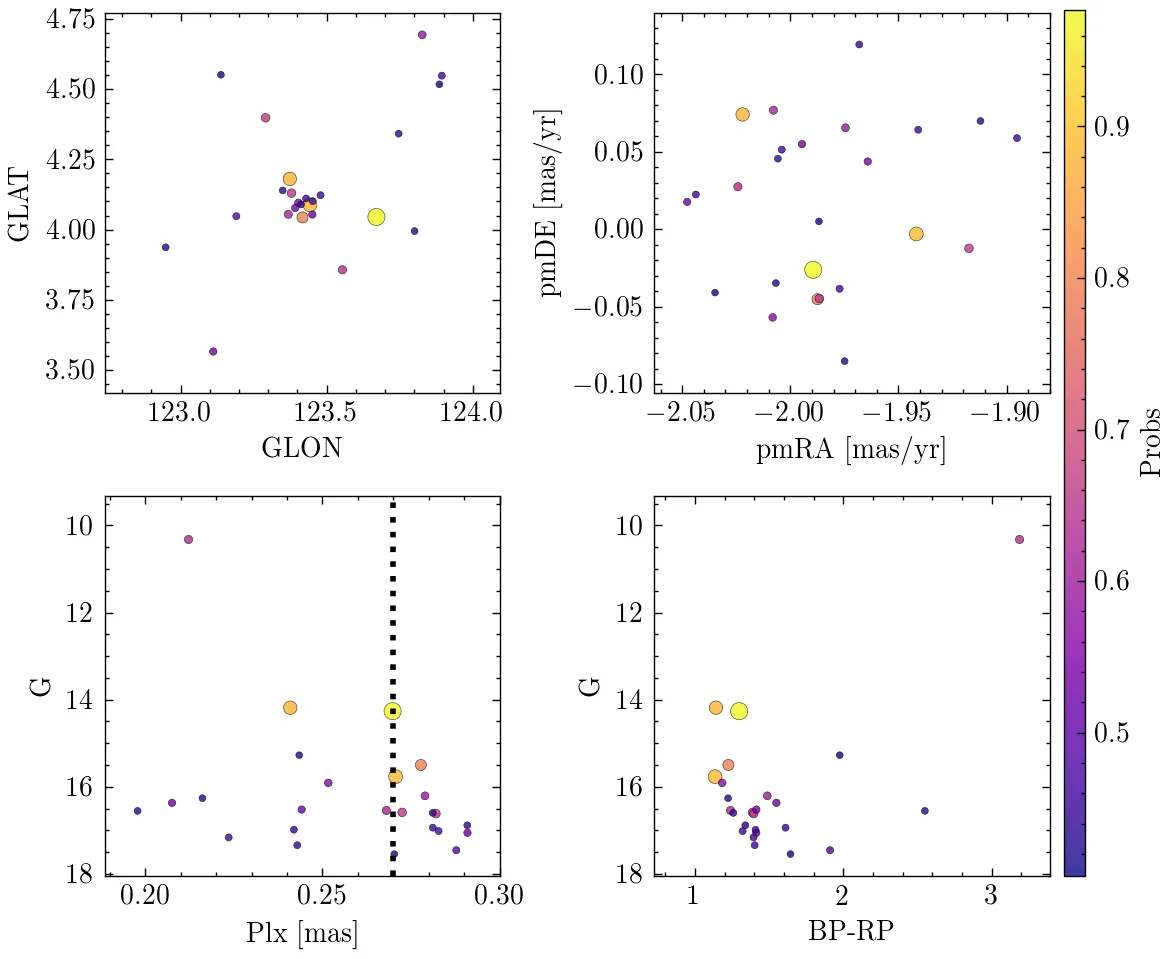 4.75
4.50
4.25
4.00
3.75
3.50
GLAT
123.0 123.5 124.0
GLON
0.10
0.05
0.00
−0.05
−0.10
pmDE [mas/yr]
−2.05 −2.00 −1.95 −1.90
pmRA [mas/yr]
10
12
14
16
18
G
0.20 0.25 0.30
Plx [mas]
10
12
14
16
18
G
1 2 3
BP-RP
0.9
0.8
0.7
0.6
0.5
Probs